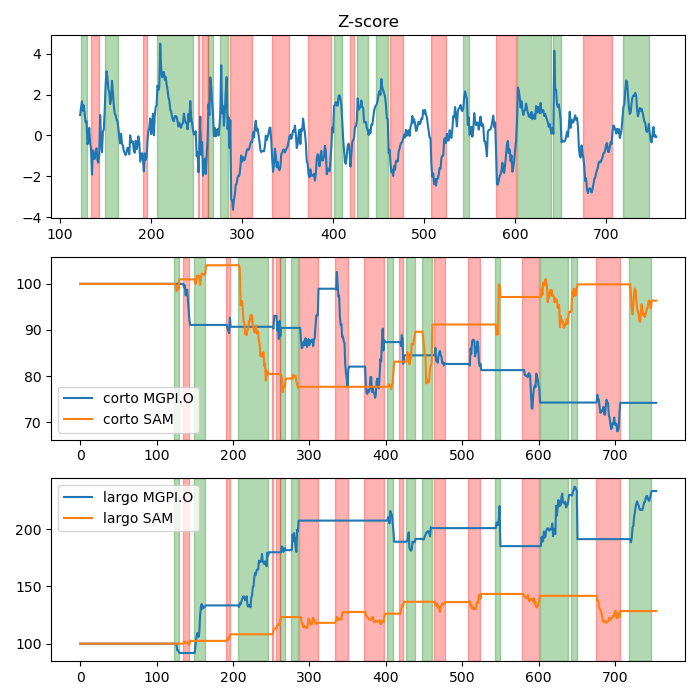 Z-score
4
2
0
−2
−4
100 200 300 400 500 600 700
100
90
80
70
corto MGPI.O
corto SAM
0 100 200 300 400 500 600 700
200
150
100
largo MGPI.O
largo SAM
0 100 200 300 400 500 600 700